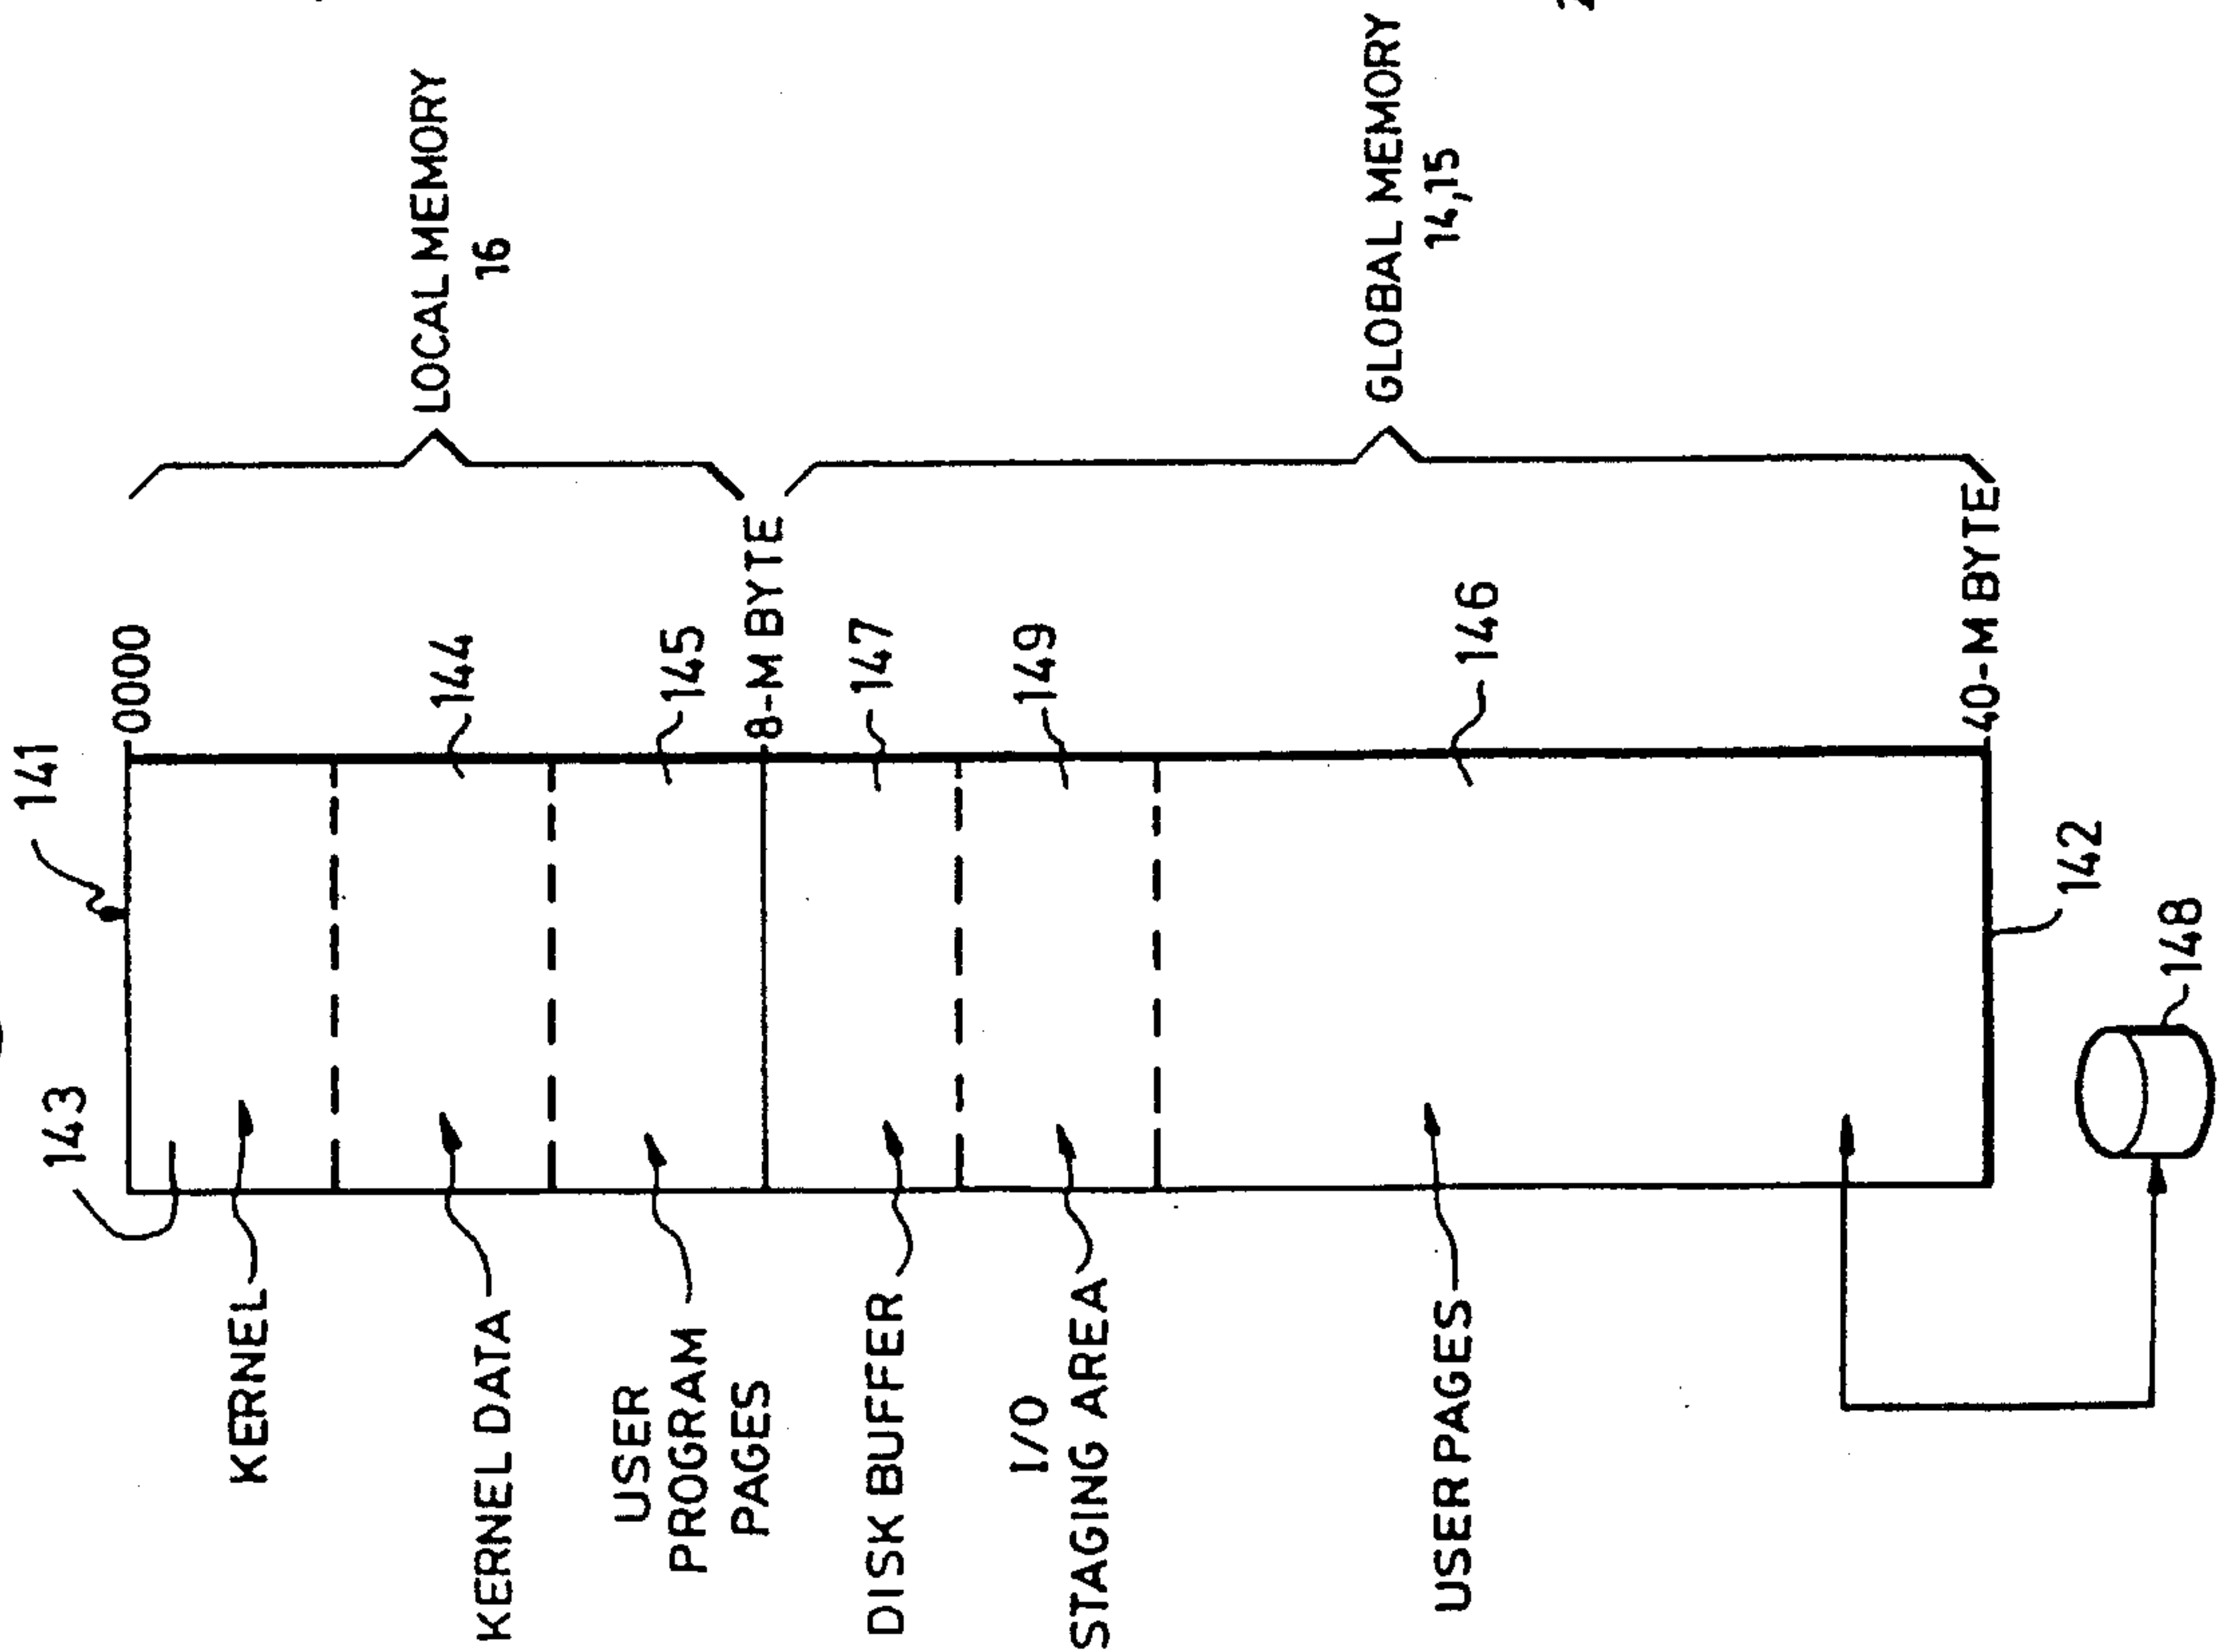 141
143
0000
KERNEL
144
KERNEL DATA
145
USER
PROGRAM
PAGES
LOCAL MEMORY
16
8-M BYTE
147
DISK BUFFER
149
I/O
STAGING AREA
146
USER PAGES
GLOBAL MEMORY
14,15
40-M BYTE
142
148